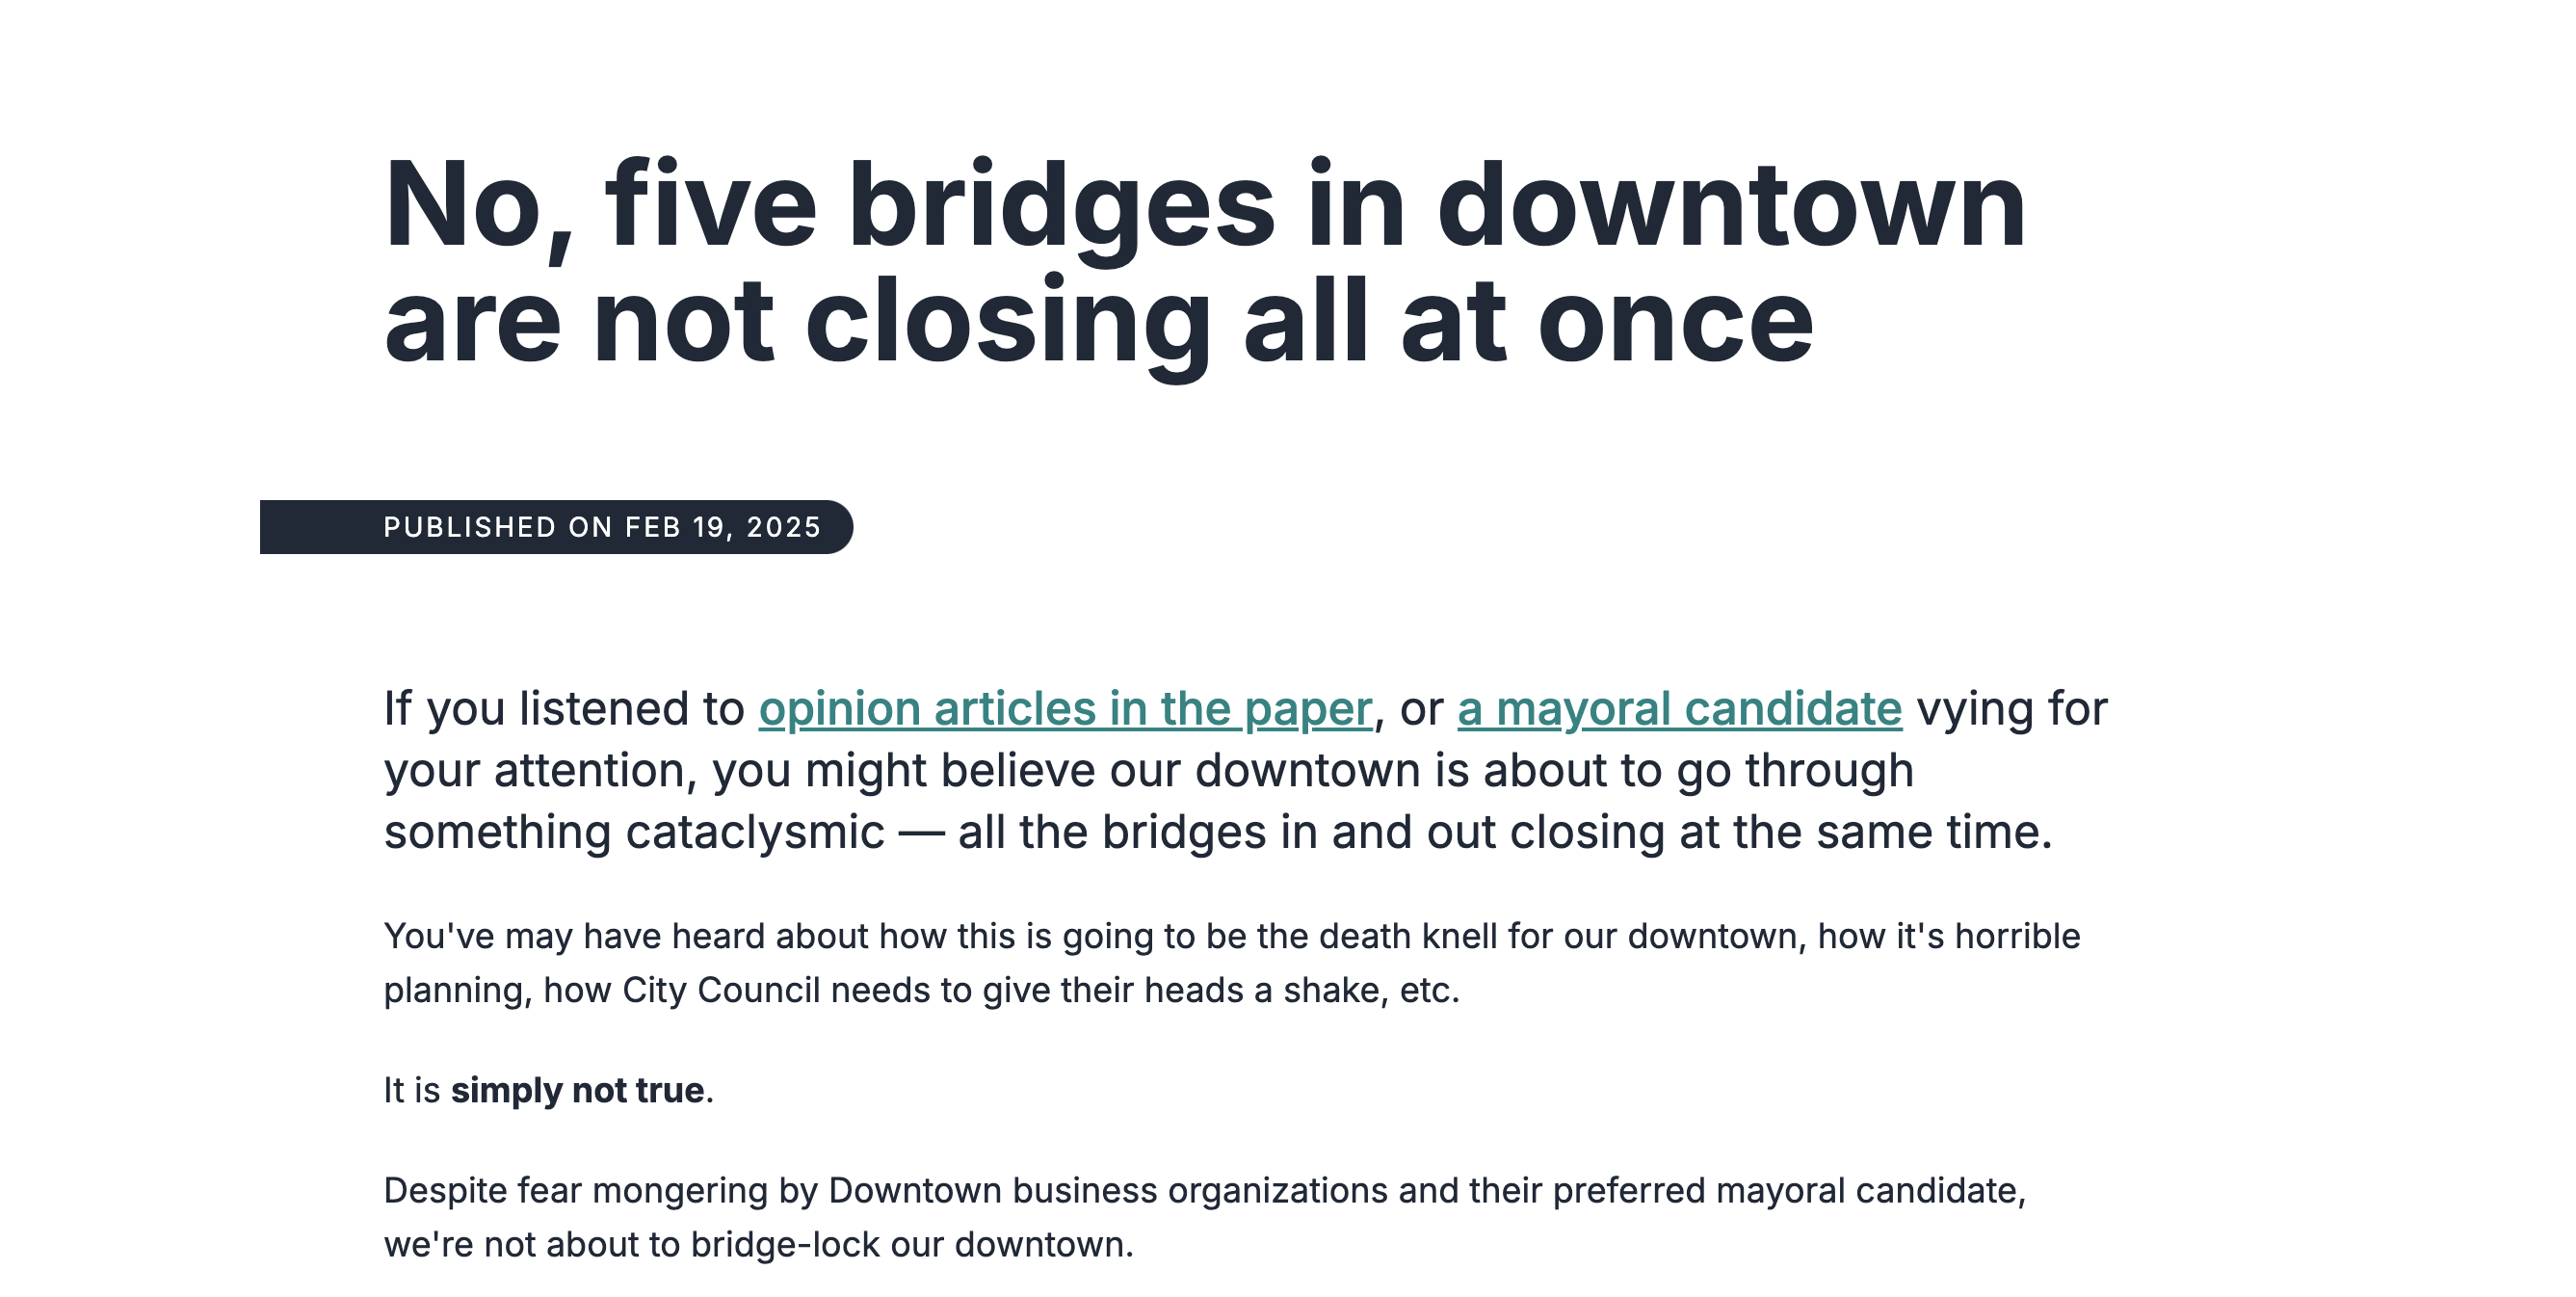 No, five bridges in downtown
are not closing all at once
PUBLISHED ON FEB 19, 2025
If you listened to opinion articles in the paper, or a mayoral candidate vying for
your attention, you might believe our downtown is about to go through
something cataclysmic — all the bridges in and out closing at the same time.
You've may have heard about how this is going to be the death knell for our downtown, how it's horrible
planning, how City Council needs to give their heads a shake, etc.
It is simply not true.
Despite fear mongering by Downtown business organizations and their preferred mayoral candidate,
we're not about to bridge-lock our downtown.